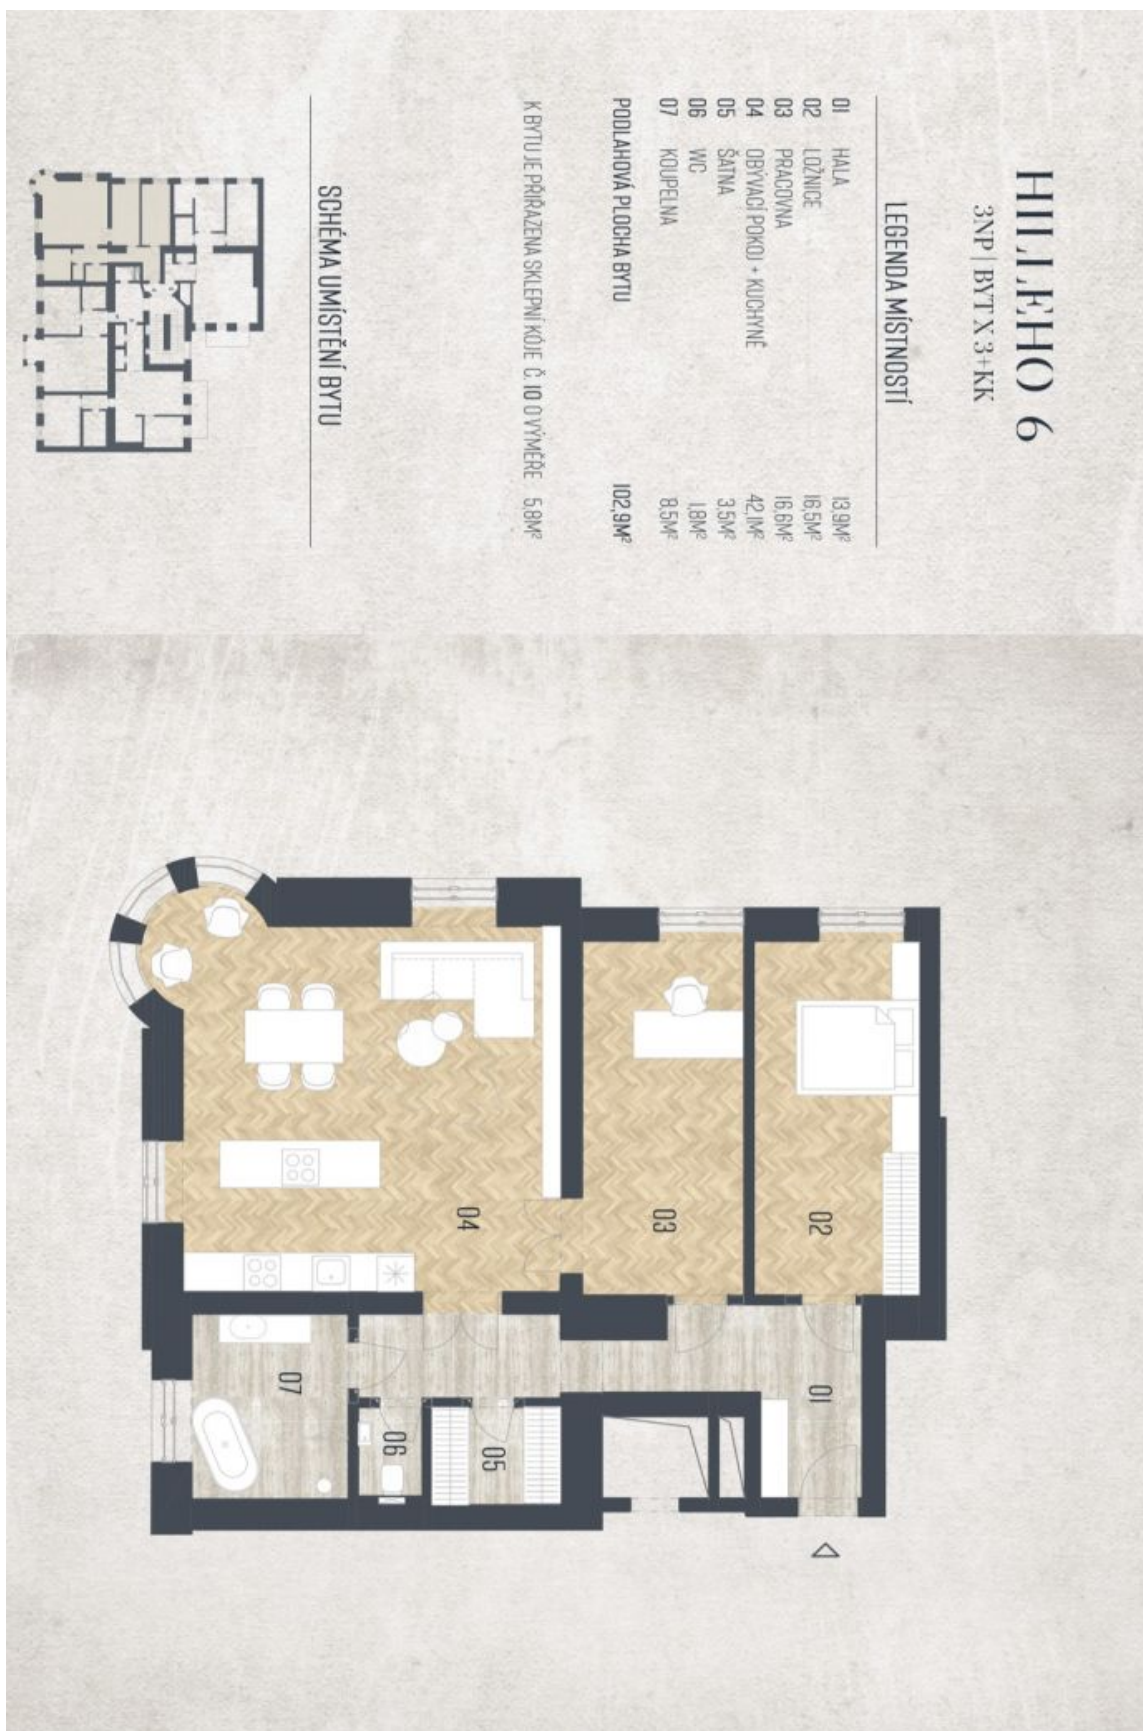 HILLEHO 6
3NP | BYT X 3+KK
LEGENDA MÍSTNOSTÍ
01 HALA 13,9M²
02 LOŽNICE 16,5M²
03 PRACOVNA 16,6M²
04 OBÝVACÍ POKOJ + KUCHYNĚ 42,1M²
05 ŠATNA 3,5M²
06 WC 1,8M²
07 KOUPELNA 8,5M²
PODLAHOVÁ PLOCHA BYTU 102,9M²
K BYTU JE PŘIŘAZENA SKLEPNÍ KÓJE Č. 10 O VÝMĚŘE 5,8M²
SCHÉMA UMÍSTĚNÍ BYTU
02
01
03
04
05
06
07